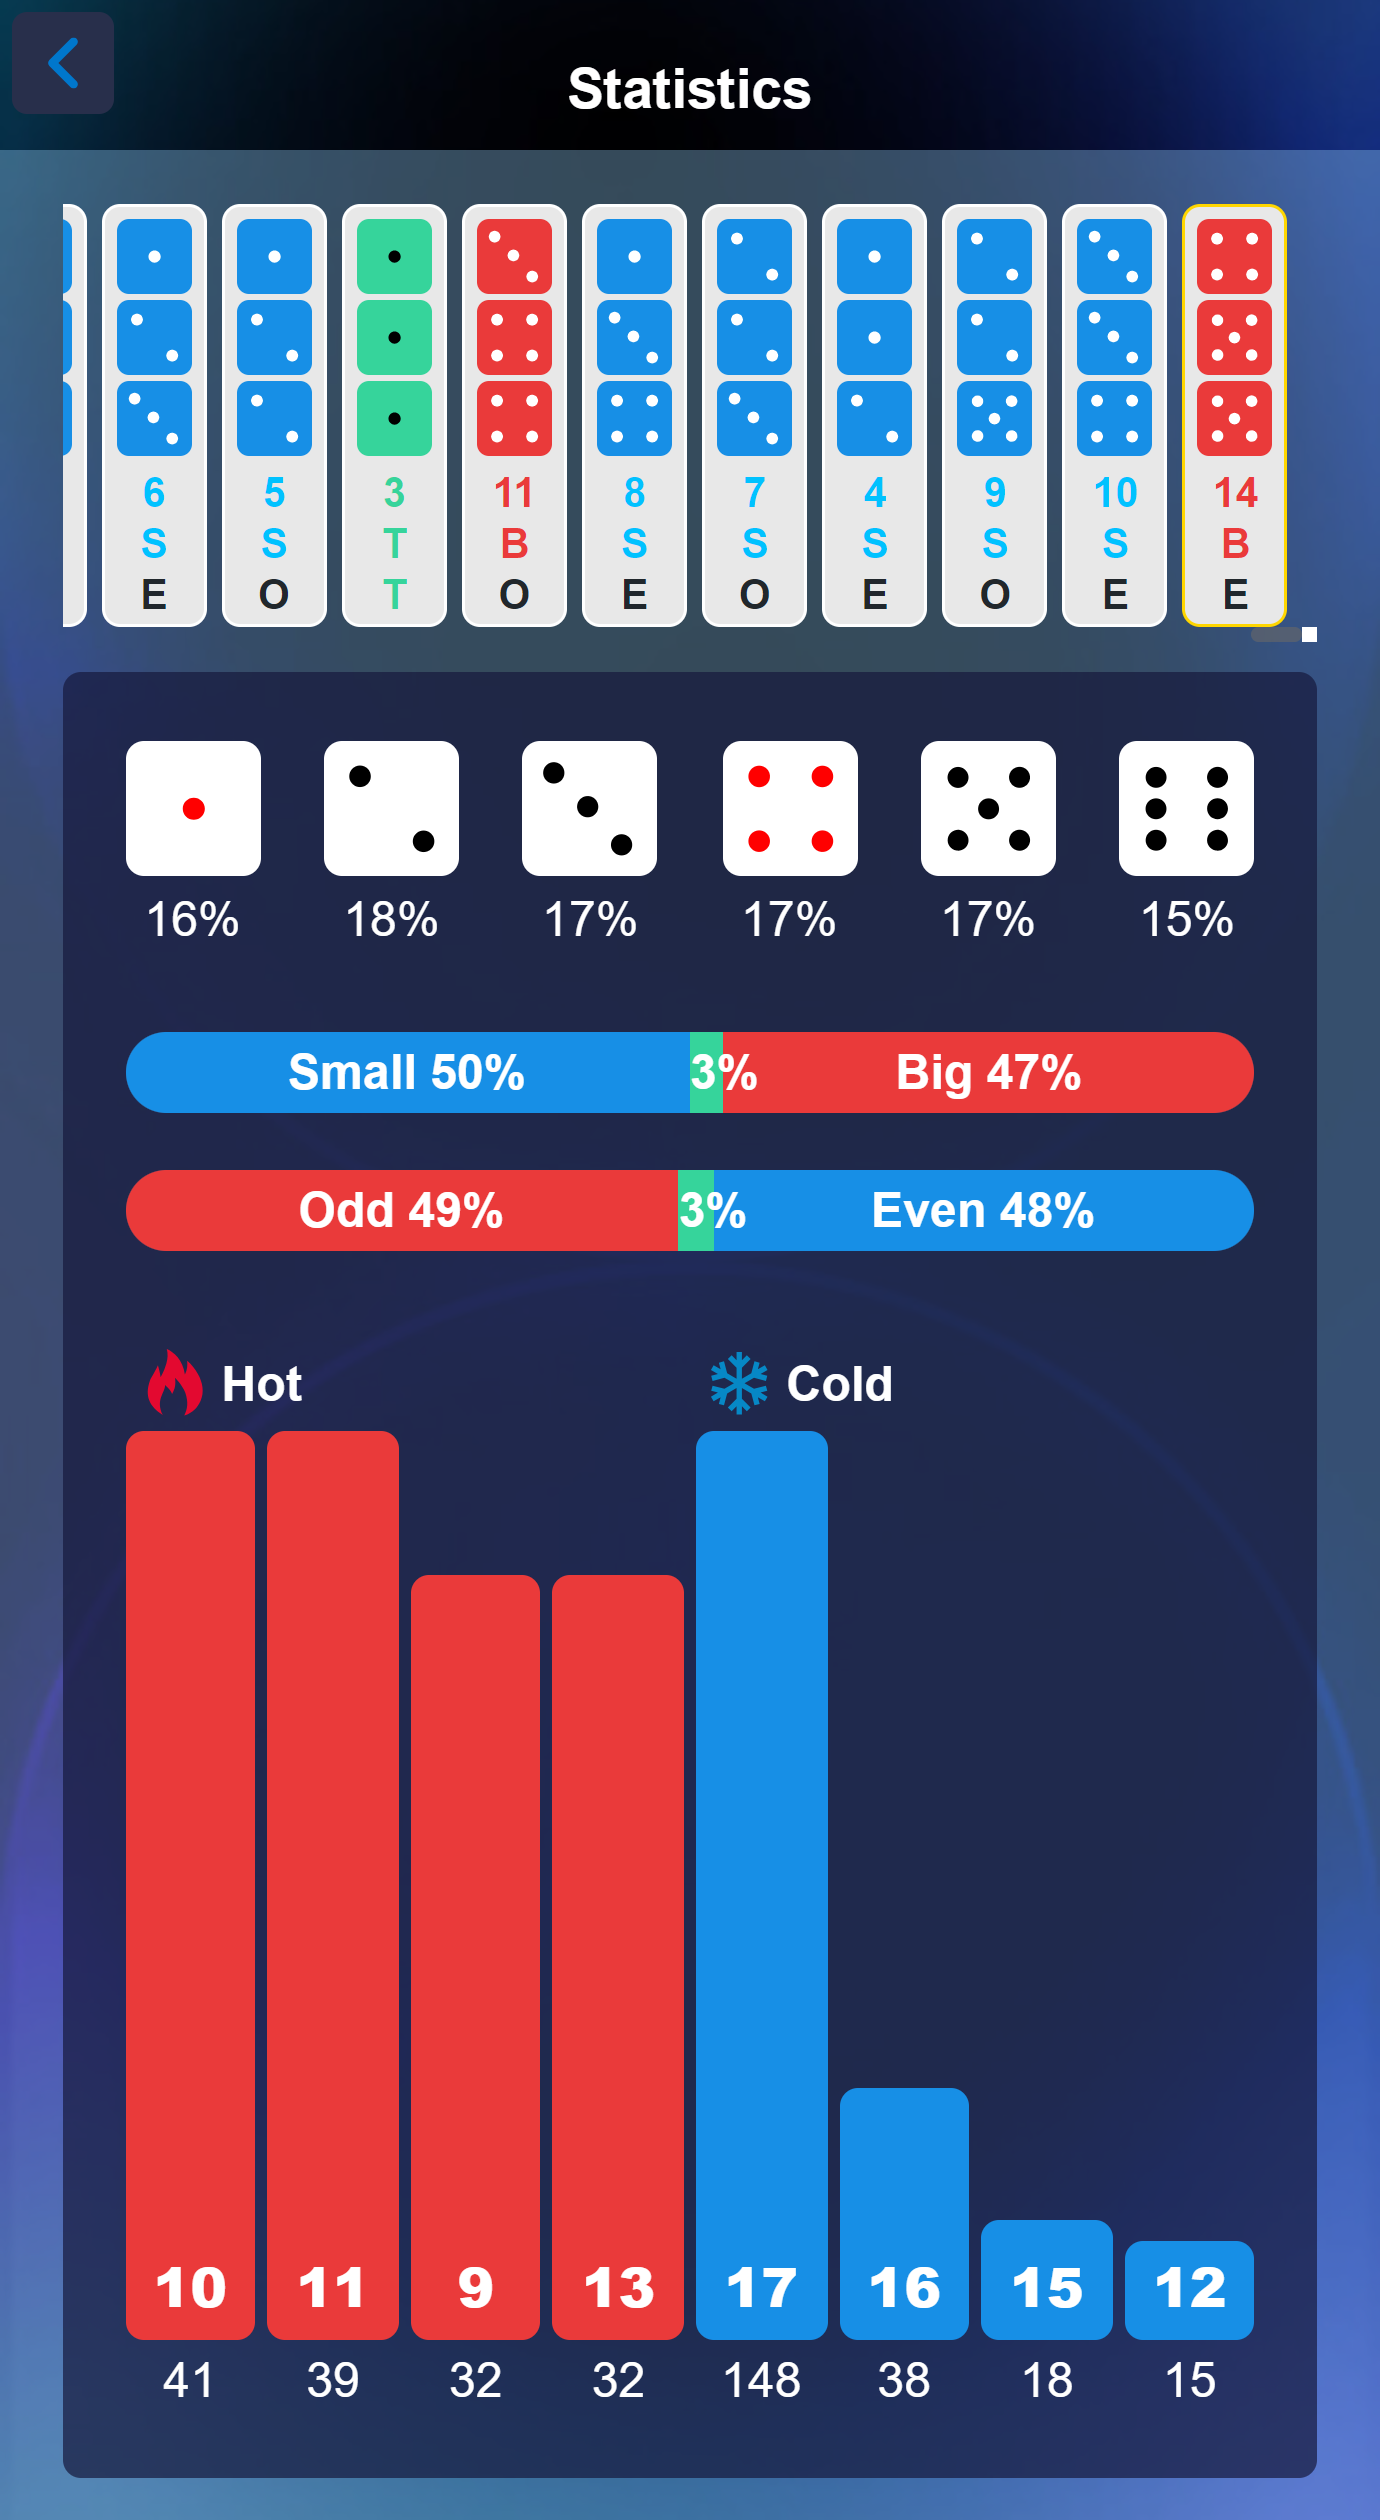 Statistics
6 5 3 11 8 7 4 9 10 14
S S T B S S S S S B
E O T O E O E O E E
16% 18% 17% 17% 17% 15%
Small 50% 3% Big 47%
Odd 49% 3% Even 48%
Hot Cold
10 11 9 13 17 16 15 12
41 39 32 32 148 38 18 15